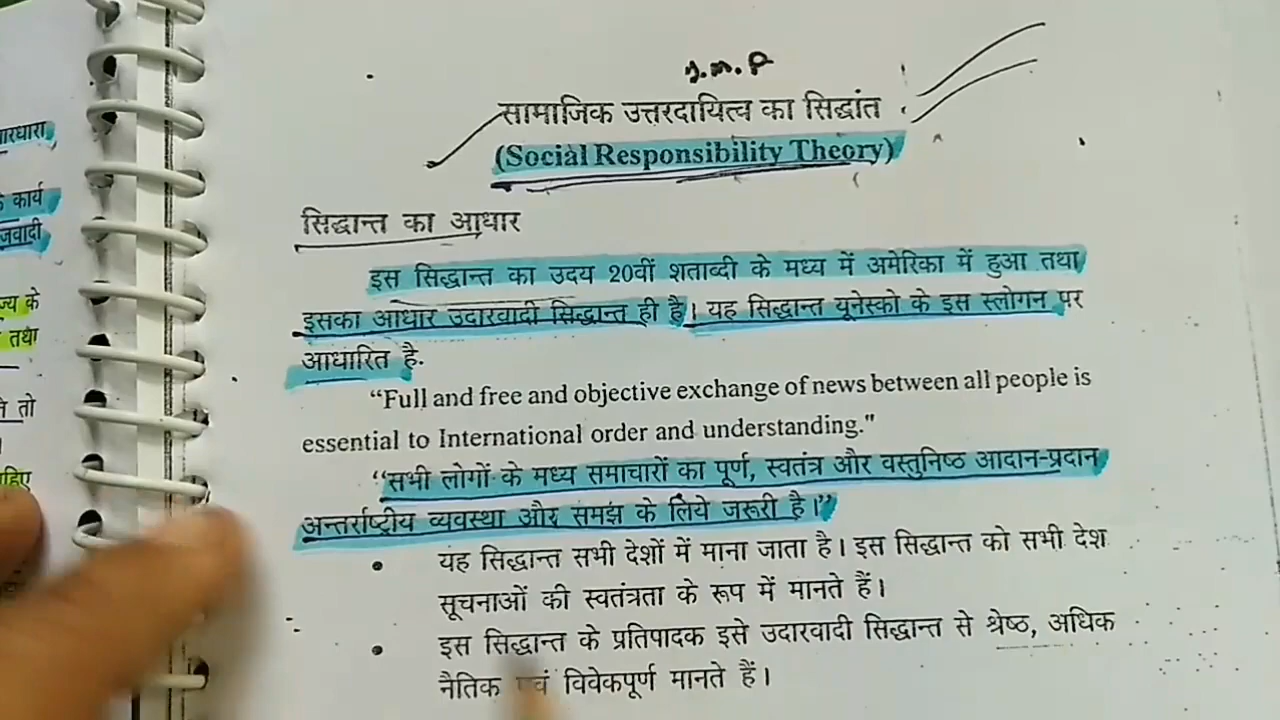 I.M.P
सामाजिक उत्तरदायित्व का सिद्धांत
(Social Responsibility Theory)
सिद्धान्त का आधार
इस सिद्धान्त का उदय 20वीं शताब्दी के मध्य में अमेरिका में हुआ तथा
इसका आधार उदारवादी सिद्धान्त ही है। यह सिद्धान्त यूनेस्को के इस स्लोगन पर
आधारित है.
“Full and free and objective exchange of news between all people is
essential to International order and understanding."
“सभी लोगों के मध्य समाचारों का पूर्ण, स्वतंत्र और वस्तुनिष्ठ आदान-प्रदान
अन्तर्राष्ट्रीय व्यवस्था और समझ के लिये जरूरी है।”
• यह सिद्धान्त सभी देशों में माना जाता है। इस सिद्धान्त को सभी देश
सूचनाओं की स्वतंत्रता के रूप में मानते हैं।
• इस सिद्धान्त के प्रतिपादक इसे उदारवादी सिद्धान्त से श्रेष्ठ, अधिक
नैतिक एवं विवेकपूर्ण मानते हैं।
के कार्य
ज्य के
तथा
तो